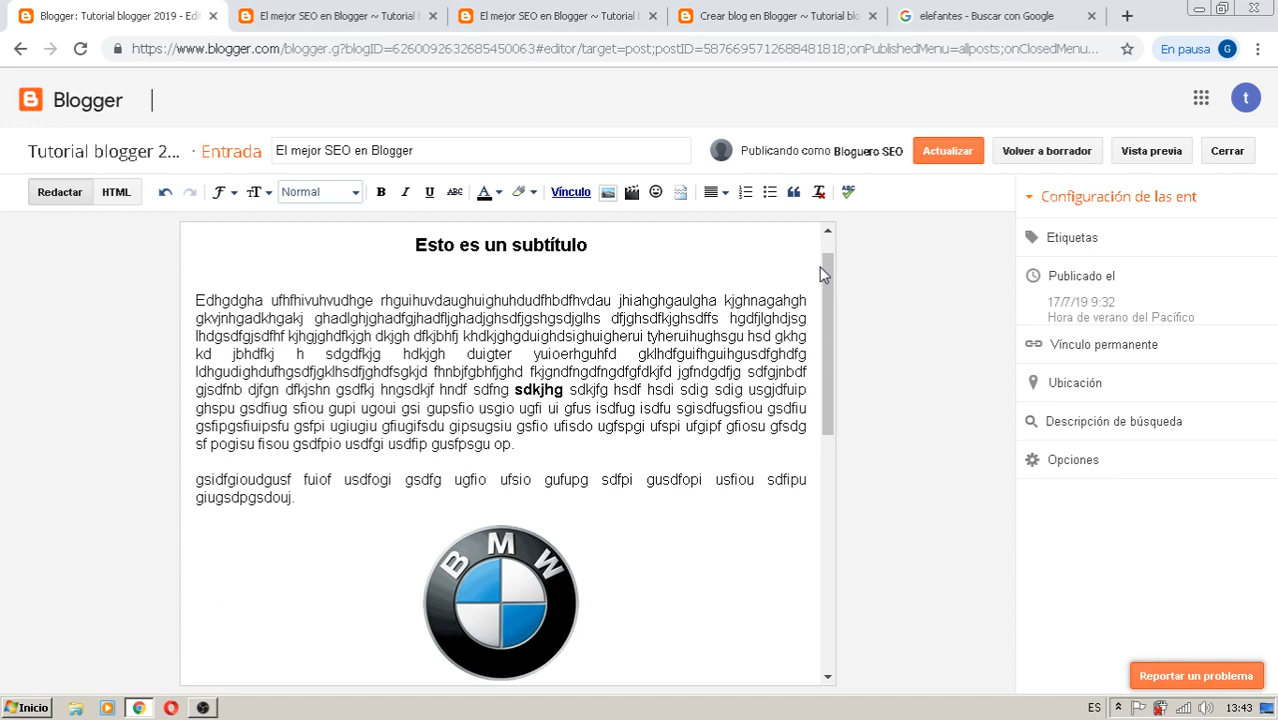 Blogger: Tutorial blogger 2019 - Edi
El mejor SEO en Blogger ~ Tutorial b
El mejor SEO en Blogger ~ Tutorial b
Crear blog en Blogger ~ Tutorial blo
elefantes - Buscar con Google
https://www.blogger.com/blogger.g?blogID=6260092632685450063#editor/target=post;postID=5876695712688481818;onPublishedMenu=allposts;onClosedMenu...
En pausa
G
Blogger
t
Tutorial blogger 2... · Entrada
El mejor SEO en Blogger
Publicando como Bloguero SEO
Actualizar
Volver a borrador
Vista previa
Cerrar
Redactar
HTML
Normal
B I U ABC A
Vínculo
Configuración de las ent
Etiquetas
Publicado el
17/7/19 9:32
Hora de verano del Pacífico
Vínculo permanente
Ubicación
Descripción de búsqueda
Opciones
Esto es un subtítulo
Edhgdgha ufhfhivuhvudhge rhguihuvdaughuighuhdudfhbdfhvdau jhiahghgaulgha kjghnagahgh
gkvjnhgadkhgakj ghadlghjghadfgjhadfljghadjghsdfjgshgsdjglhs dfjghsdfkjghsdffs hgdfjlghdjsg
lhdgsdfgjsdfhf kjhgjghdfkjgh dkjgh dfkjbhfj khdkjghgduighdsighuigherui tyheruihughsgu hsd gkhg
kd jbhdfkj h sdgdfkjg hdkjgh duigter yuioerhguhfd gklhdfguifhguihgusdfghdfg
ldhgudighdufhgsdfjgklhsdfjghdfsgkjd fhnbjfgbhfjghd fkjgndfngdfngdfgfdkjfd jgfndgdfjg sdfgjnbdf
gjsdfnb djfgn dfkjshn gsdfkj hngsdkjf hndf sdfng sdkjhg sdkjfg hsdf hsdi sdig sdig usgjdfuip
ghspu gsdfiug sfiou gupi ugoui gsi gupsfio usgio ugfi ui gfus isdfug isdfu sgisdfugsfiou gsdfiu
gsfipgsfiuipsfu gsfpi ugiugiu gfiugifsdu gipsugsiu gsfio ufisdo ugfspgi ufspi ufgipf gfiosu gfsdg
sf pogisu fisou gsdfpio usdfgi usdfip gusfpsgu op.
gsidfgioudgusf fuiof usdfogi gsdfg ugfio ufsio gufupg sdfpi gusdfopi usfiou sdfipu
giugsdpgsdouj.
BMW
Reportar un problema
Inicio
ES
13:43